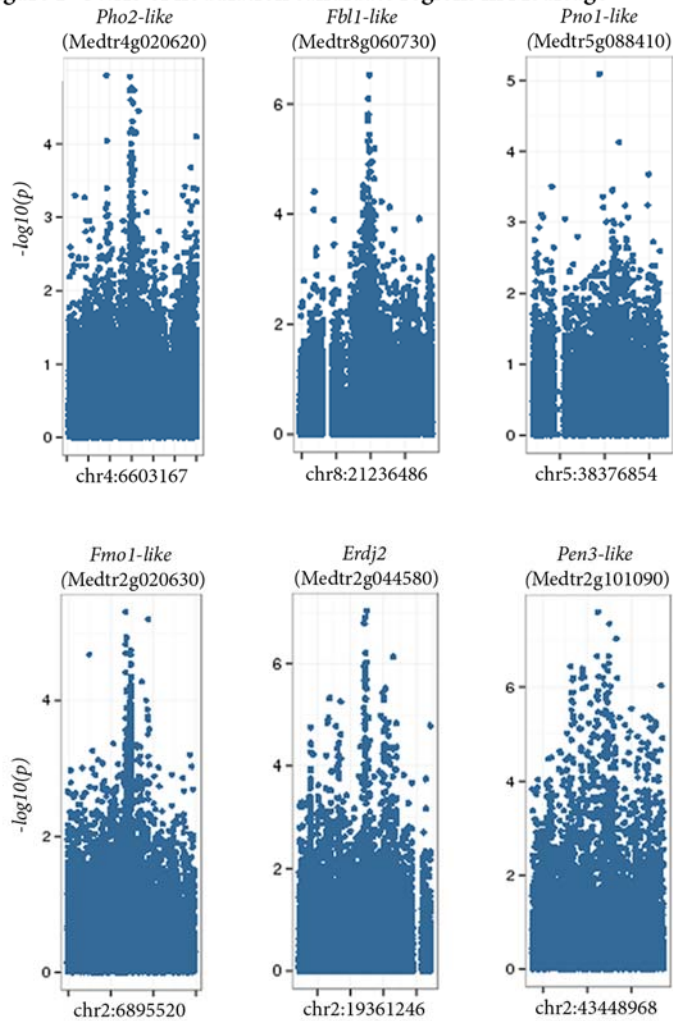 Pho2-like
(Medtr4g020620)
Fbl1-like
(Medtr8g060730)
Pno1-like
(Medtr5g088410)
-log10(p)
4
3
2
1
0
6
4
2
0
5
4
3
2
1
0
chr4:6603167
chr8:21236486
chr5:38376854
Fmo1-like
(Medtr2g020630)
Erdj2
(Medtr2g044580)
Pen3-like
(Medtr2g101090)
-log10(p)
4
2
0
6
4
2
0
6
4
2
0
chr2:6895520
chr2:19361246
chr2:43448968